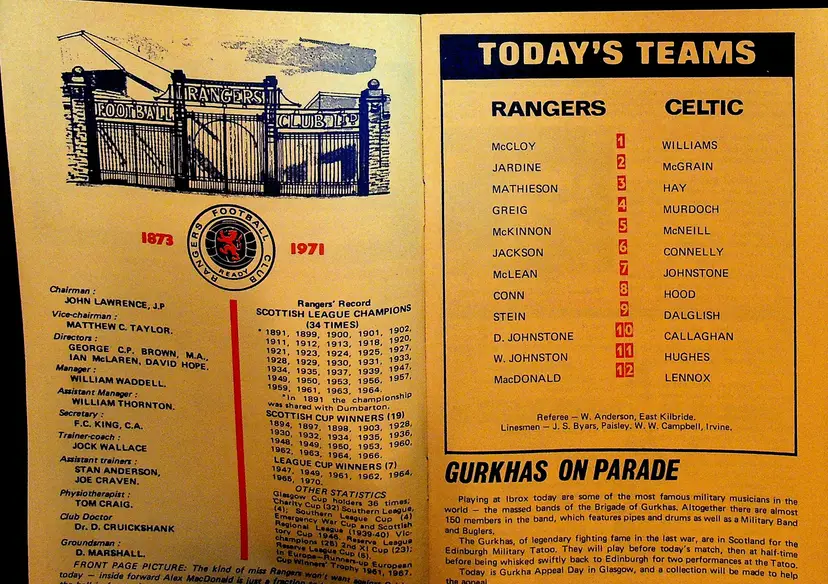 FOOTBALL RANGERS CLUB LTD
1873 RANGERS FOOTBALL CLUB READY 1971
Chairman :
JOHN LAWRENCE, J.P
Vice-chairman :
MATTHEW C. TAYLOR.
Directors :
GEORGE C.P. BROWN, M.A.,
IAN McLAREN, DAVID HOPE.
Manager :
WILLIAM WADDELL.
Assistant Manager :
WILLIAM THORNTON.
Secretary :
F.C. KING, C.A.
Trainer-coach :
JOCK WALLACE
Assistant trainers :
STAN ANDERSON,
JOE CRAVEN.
Physiotherapist :
TOM CRAIG.
Club Doctor
Dr. D. CRUICKSHANK
Groundsman :
D. MARSHALL.
Rangers' Record
SCOTTISH LEAGUE CHAMPIONS
(34 TIMES)
* 1891, 1899, 1900, 1901, 1902,
1911, 1912, 1913, 1918, 1920,
1921, 1923, 1924, 1925, 1927,
1928, 1929, 1930, 1931, 1933,
1934, 1935, 1937, 1939, 1947,
1949, 1950, 1953, 1956, 1957,
1959, 1961, 1963, 1964.
*In 1891 the championship
was shared with Dumbarton.
SCOTTISH CUP WINNERS (19)
1894, 1897, 1898, 1903, 1928,
1930, 1932, 1934, 1935, 1936,
1948, 1949, 1950, 1953, 1960,
1962, 1963, 1964, 1966.
LEAGUE CUP WINNERS (7)
1947, 1949, 1961, 1962, 1964,
1965, 1970.
OTHER STATISTICS
Glasgow Cup holders 36 times;
Charity Cup (32) Southern League,
(4); Southern League Cup (4)
Emergency War Cup and Scottish
Regional League (1939-40) Vic-
tory Cup 1946. Reserve League
champions (26) 2nd XI Cup (23);
Reserve League Cup (6).
in Europe—Runners-up European
Cup Winners' Trophy 1961, 1967.
FRONT PAGE PICTURE: The kind of miss Rangers won't want
today — inside forward Alex MacDonald is just a fraction
TODAY'S TEAMS
RANGERS CELTIC
McCLOY 1 WILLIAMS
JARDINE 2 McGRAIN
MATHIESON 3 HAY
GREIG 4 MURDOCH
McKINNON 5 McNEILL
JACKSON 6 CONNELLY
McLEAN 7 JOHNSTONE
CONN 8 HOOD
STEIN 9 DALGLISH
D. JOHNSTONE 10 CALLAGHAN
W. JOHNSTON 11 HUGHES
MacDONALD 12 LENNOX
Referee — W. Anderson, East Kilbride.
Linesmen — J. S. Byars, Paisley. W. W. Campbell, Irvine.
GURKHAS ON PARADE
Playing at Ibrox today are some of the most famous military musicians in the
world — the massed bands of the Brigade of Gurkhas. Altogether there are almost
150 members in the band, which features pipes and drums as well as a Military Band
and Buglers.
The Gurkhas, of legendary fighting fame in the last war, are in Scotland for the
Edinburgh Military Tatoo. They will play before today's match, then at half-time
before being whisked swiftly back to Edinburgh for two performances at the Tatoo.
Today is Gurkha Appeal Day in Glasgow, and a collection will be made to help
the appeal.